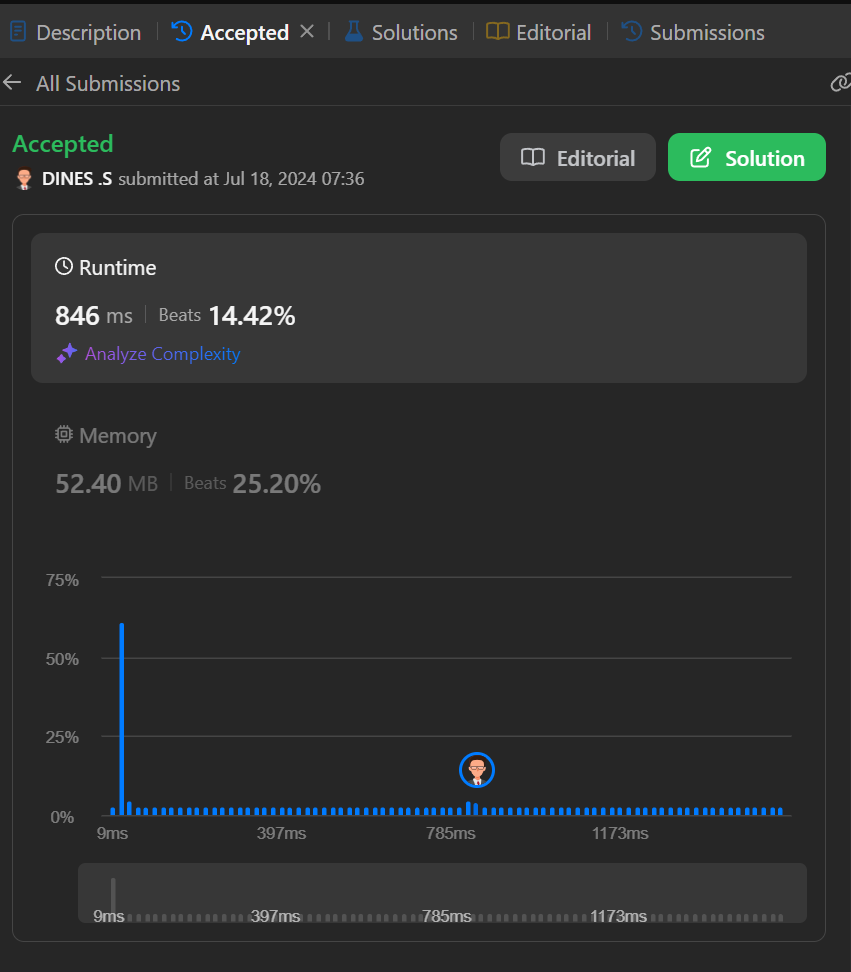 Description Accepted Solutions Editorial Submissions
All Submissions
Accepted
DINES .S submitted at Jul 18, 2024 07:36
Editorial Solution
Runtime
846 ms Beats 14.42%
Analyze Complexity
Memory
52.40 MB Beats 25.20%
75%
50%
25%
0%
9ms 397ms 785ms 1173ms
9ms 397ms 785ms 1173ms